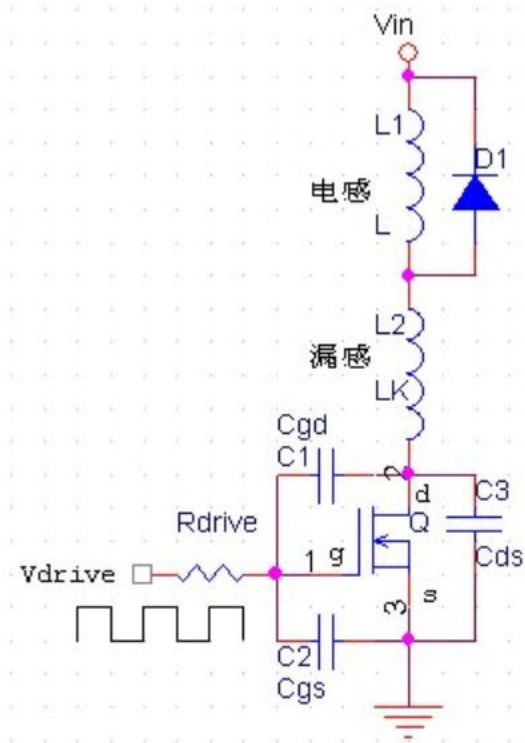 Vin
L1
D1
电感
L
L2
漏感
LK
Cgd
C1
2
d
C3
Rdrive
Q
Cds
Vdrive
1
g
3
s
C2
Cgs